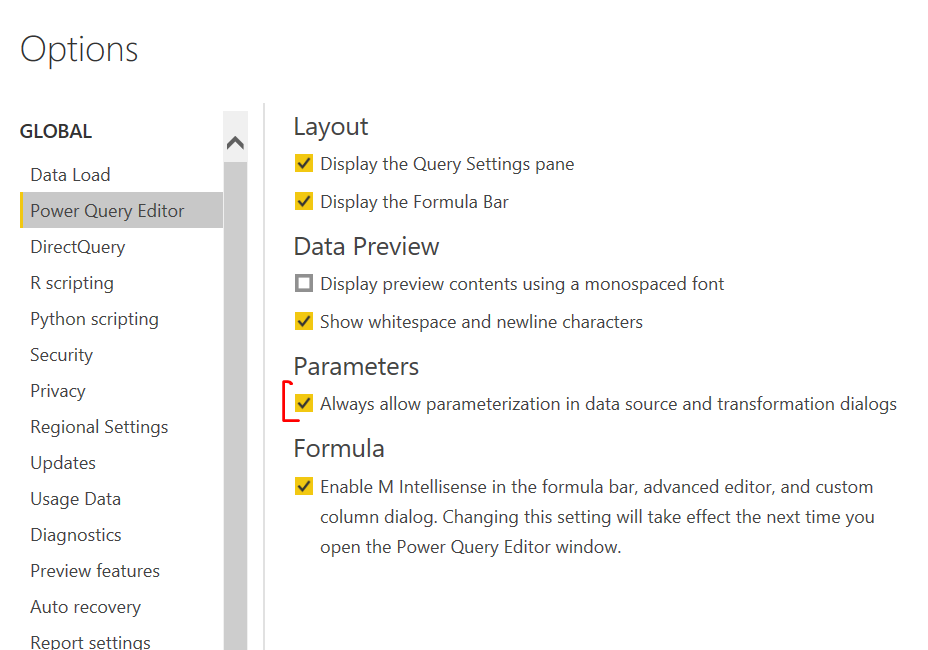 Options
GLOBAL
Data Load
Power Query Editor
DirectQuery
R scripting
Python scripting
Security
Privacy
Regional Settings
Updates
Usage Data
Diagnostics
Preview features
Auto recovery
Report settings
Layout
Display the Query Settings pane
Display the Formula Bar
Data Preview
Display preview contents using a monospaced font
Show whitespace and newline characters
Parameters
Always allow parameterization in data source and transformation dialogs
Formula
Enable M Intellisense in the formula bar, advanced editor, and custom
column dialog. Changing this setting will take effect the next time you
open the Power Query Editor window.